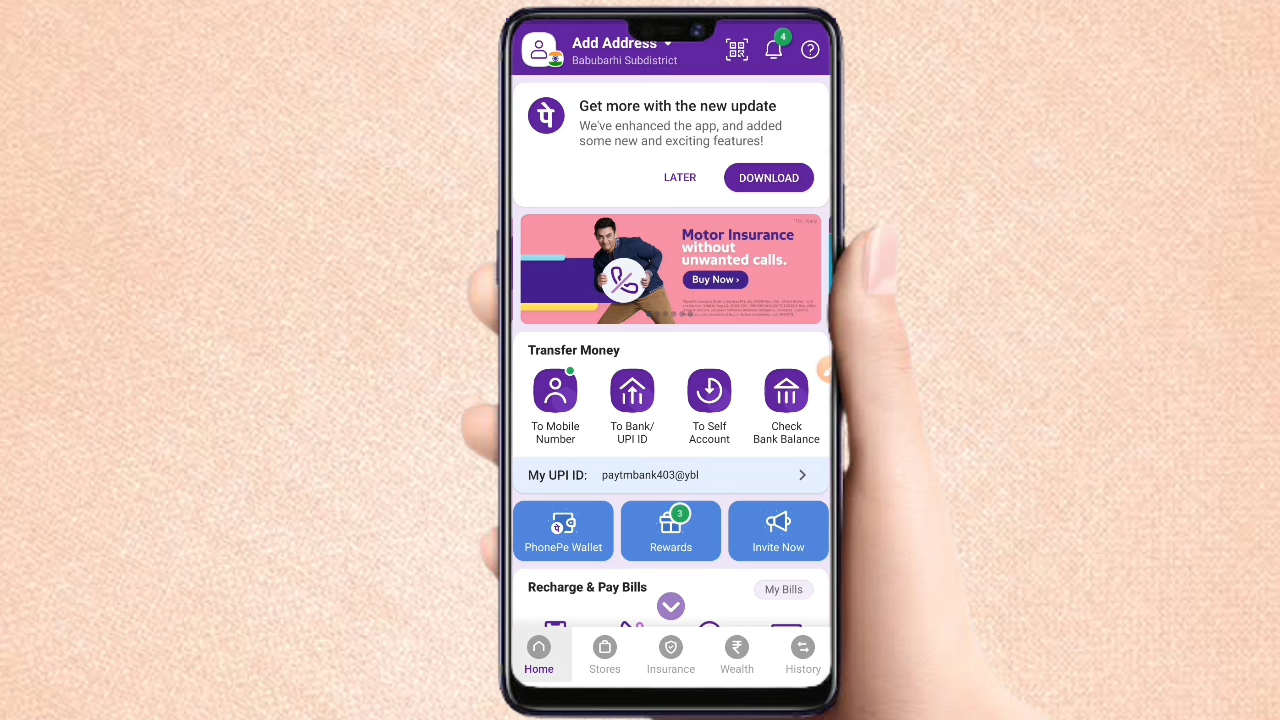 Add Address
Babubarhi Subdistrict
4
पे
Get more with the new update
We've enhanced the app, and added
some new and exciting features!
LATER
DOWNLOAD
Motor Insurance
without
unwanted calls.
Buy Now ›
Transfer Money
To Mobile
Number
To Bank/
UPI ID
To Self
Account
Check
Bank Balance
My UPI ID: paytmbank403@ybl
पे
3
PhonePe Wallet
Rewards
Invite Now
Recharge & Pay Bills
My Bills
₹
Home
Stores
Insurance
Wealth
History